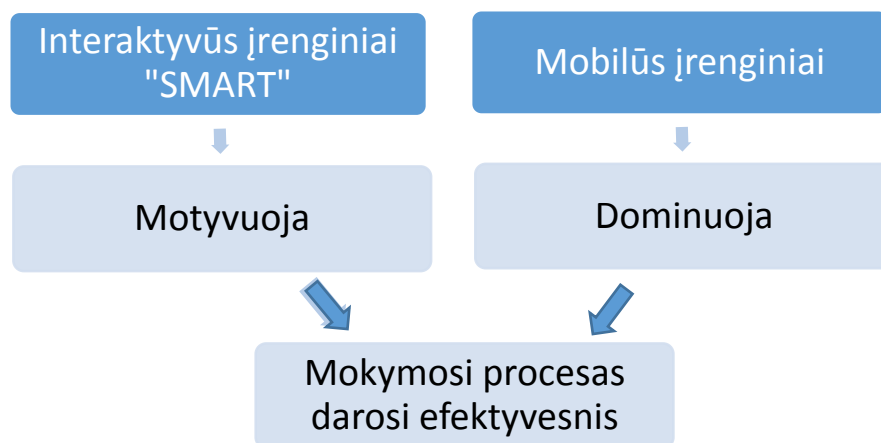 Interaktyvūs įrenginiai
"SMART"
Mobilūs įrenginiai
Motyvuoja
Dominuoja
Mokymosi procesas
darosi efektyvesnis